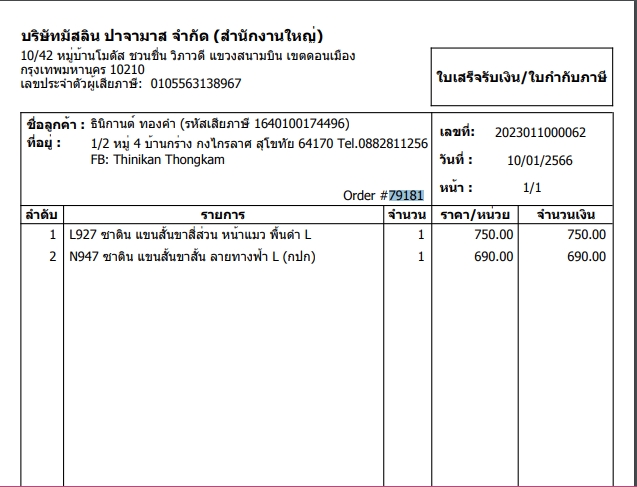 บริษัทมัสลิน ปาจามาส จำกัด (สำนักงานใหญ่)
10/42 หมู่บ้านโมดัส ชวนชื่น วิภาวดี แขวงสนามบิน เขตดอนเมือง
กรุงเทพมหานคร 10210
เลขประจำตัวผู้เสียภาษี: 0105563138967
ใบเสร็จรับเงิน/ใบกำกับภาษี
ชื่อลูกค้า : ธินิกานต์ ทองคำ (รหัสเสียภาษี 1640100174496)
ที่อยู่ : 1/2 หมู่ 4 บ้านกร่าง กงไกรลาศ สุโขทัย 64170 Tel.0882811256
FB: Thinikan Thongkam
Order #79181
เลขที่: 2023011000062
วันที่ : 10/01/2566
หน้า : 1/1
ลำดับ รายการ จำนวน ราคา/หน่วย จำนวนเงิน
1 L927 ซาติน แขนสั้นขาสี่ส่วน หน้าแมว พื้นดำ L 1 750.00 750.00
2 N947 ซาติน แขนสั้นขาสั้น ลายทางฟ้า L (กปก) 1 690.00 690.00